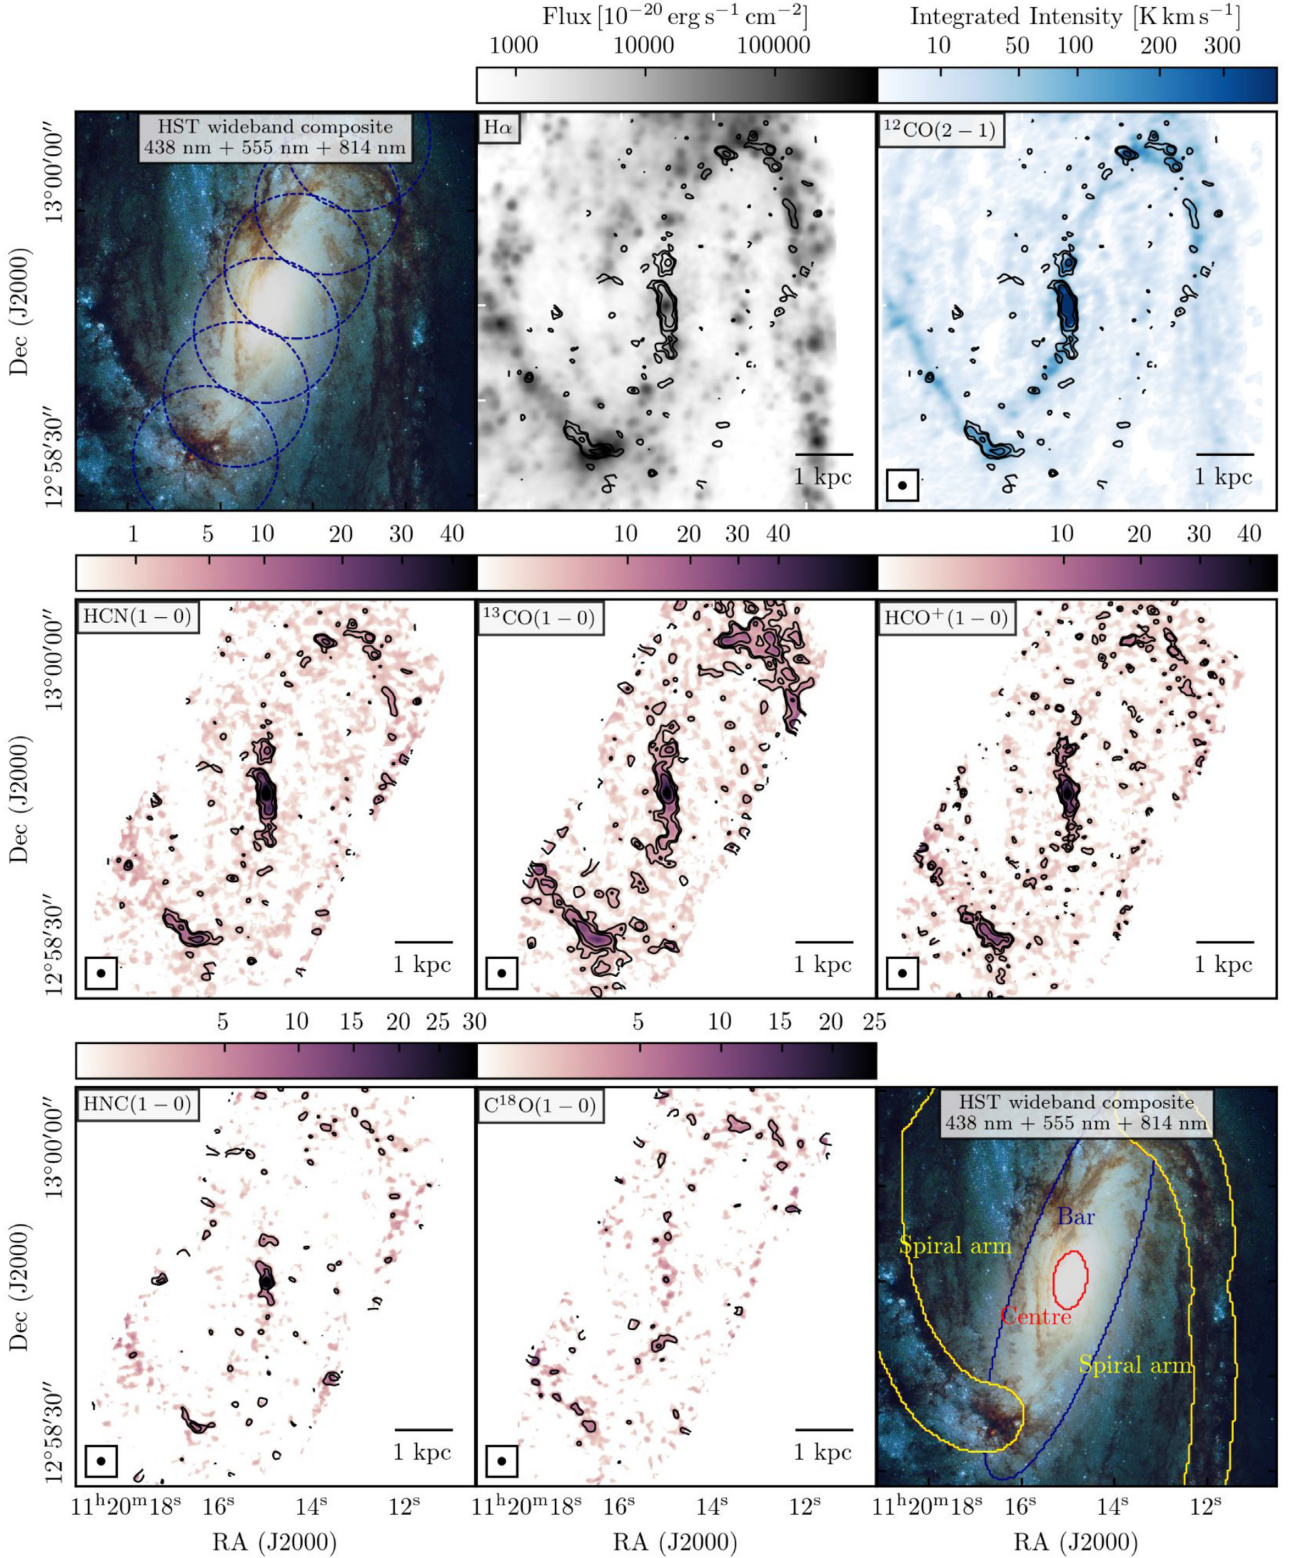 Flux [10⁻²⁰ erg s⁻¹ cm⁻²]
Integrated Intensity [K km s⁻¹]
1000 10000 100000
10 50 100 200 300
HST wideband composite
438 nm + 555 nm + 814 nm
Hα
¹²CO(2 − 1)
13°00′00″
Dec (J2000)
12°58′30″
1 kpc
1 kpc
1 5 10 20 30 40
10 20 30 40
10 20 30 40
HCN(1 − 0)
¹³CO(1 − 0)
HCO⁺(1 − 0)
13°00′00″
Dec (J2000)
12°58′30″
1 kpc
1 kpc
1 kpc
5 10 15 20 25 30
5 10 15 20 25
HNC(1 − 0)
C¹⁸O(1 − 0)
HST wideband composite
438 nm + 555 nm + 814 nm
13°00′00″
Dec (J2000)
12°58′30″
Bar
Spiral arm
Centre
Spiral arm
1 kpc
1 kpc
11ʰ20ᵐ18ˢ 16ˢ 14ˢ 12ˢ
11ʰ20ᵐ18ˢ 16ˢ 14ˢ 12ˢ
11ʰ20ᵐ18ˢ 16ˢ 14ˢ 12ˢ
RA (J2000)
RA (J2000)
RA (J2000)